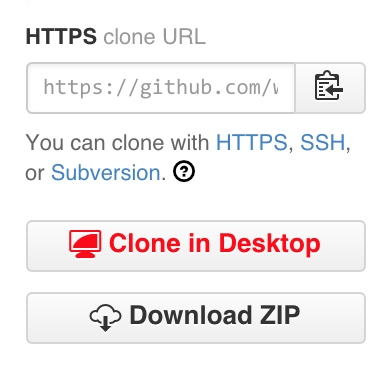 HTTPS clone URL
https://github.com/w
You can clone with HTTPS, SSH,
or Subversion. ?
Clone in Desktop
Download ZIP